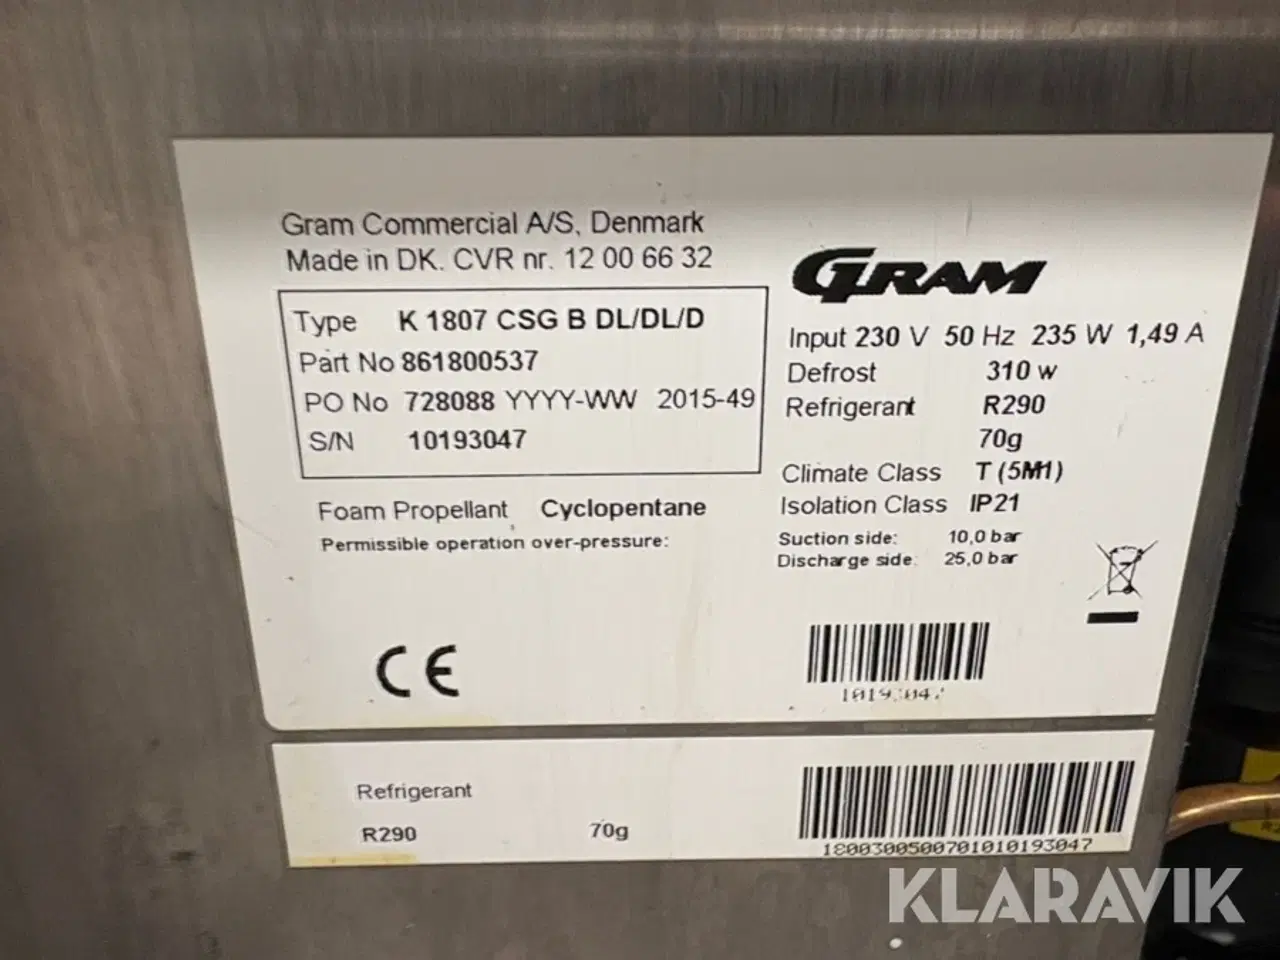 Gram Commercial A/S, Denmark
Made in DK. CVR nr. 12 00 66 32
Type K 1807 CSG B DL/DL/D
Part No 861800537
PO No 728088 YYYY-WW 2015-49
S/N 10193047
Foam Propellant Cyclopentane
Permissible operation over-pressure:
CE
GRAM
Input 230 V 50 Hz 235 W 1,49 A
Defrost 310 w
Refrigerant R290
70g
Climate Class T (5M1)
Isolation Class IP21
Suction side: 10,0 bar
Discharge side: 25,0 bar
Refrigerant
R290 70g
1800300500701010193047
KLARAVIK